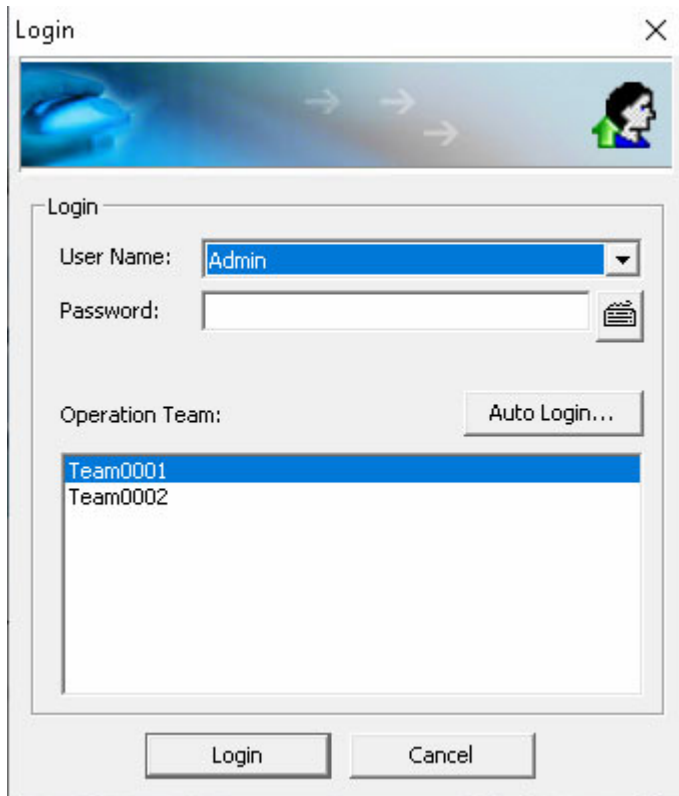 Login
Login
User Name: Admin
Password:
Operation Team: Auto Login...
Team0001
Team0002
Login Cancel